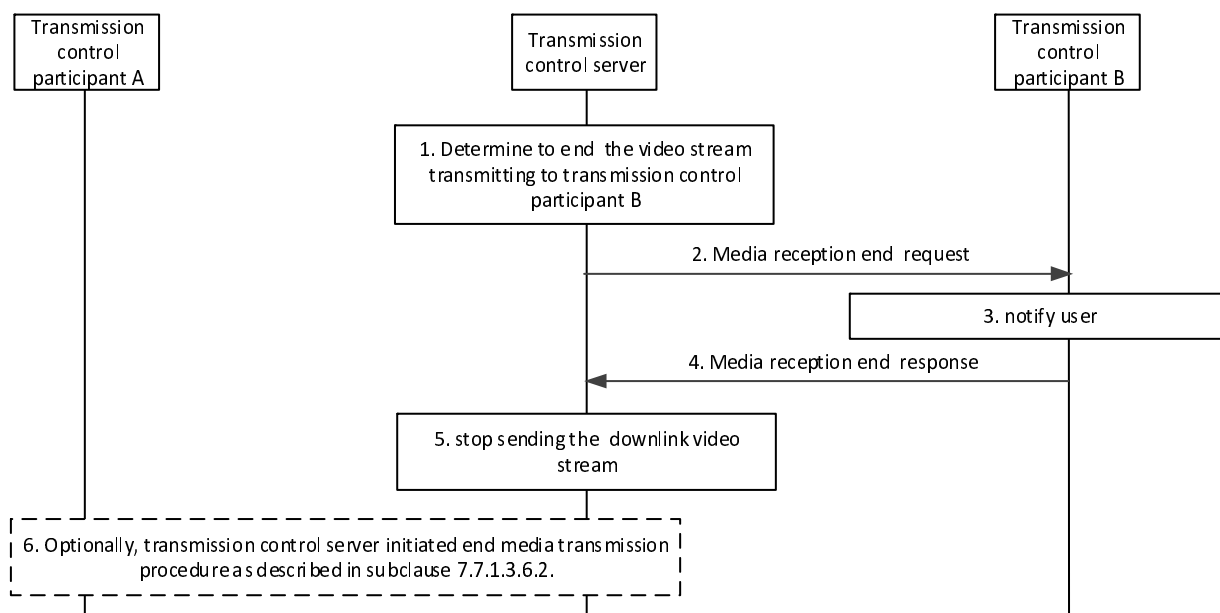 Transmission
control
participant A
Transmission
control server
Transmission
control
participant B
1. Determine to end the video stream
transmitting to transmission control
participant B
2. Media reception end request
3. notify user
4. Media reception end response
5. stop sending the downlink video
stream
6. Optionally, transmission control server initiated end media transmission
procedure as described in subclause 7.7.1.3.6.2.